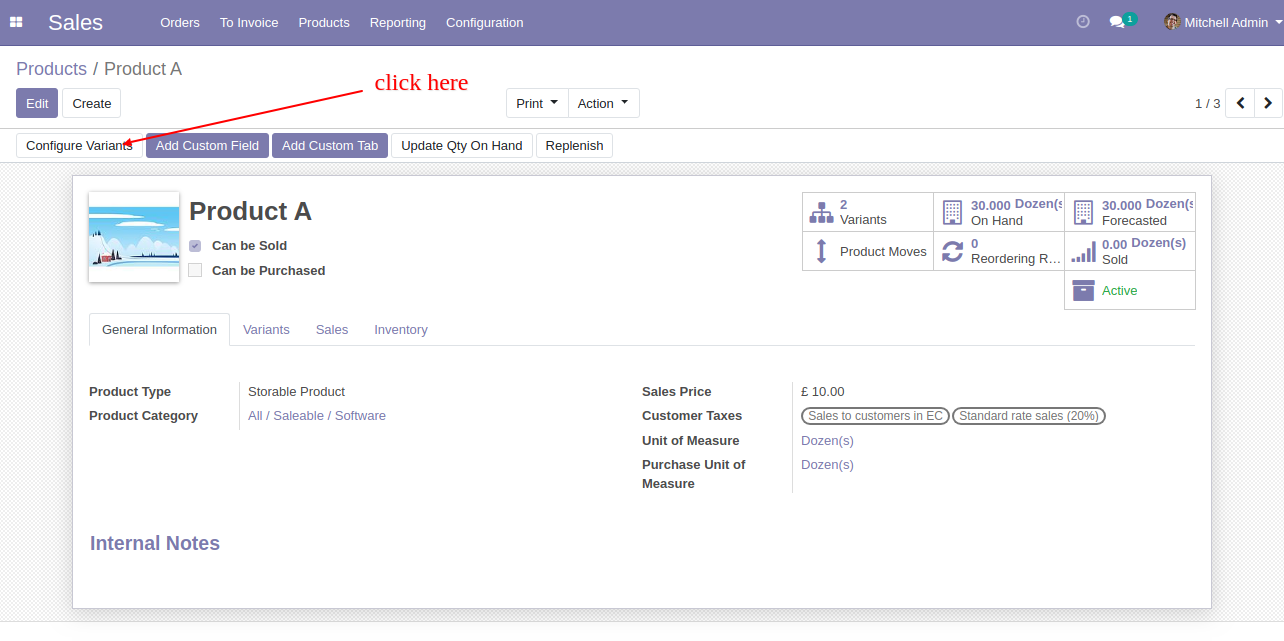 Sales Orders To Invoice Products Reporting Configuration 1 Mitchell Admin
Products / Product A
click here
Edit Create Print Action 1 / 3
Configure Variants Add Custom Field Add Custom Tab Update Qty On Hand Replenish
Product A
Can be Sold
Can be Purchased
2 Variants
30.000 Dozen(s On Hand
30.000 Dozen(s Forecasted
Product Moves
0 Reordering R...
0.00 Dozen(s) Sold
Active
General Information Variants Sales Inventory
Product Type Storable Product
Product Category All / Saleable / Software
Sales Price £ 10.00
Customer Taxes Sales to customers in EC Standard rate sales (20%)
Unit of Measure Dozen(s)
Purchase Unit of Dozen(s)
Measure
Internal Notes